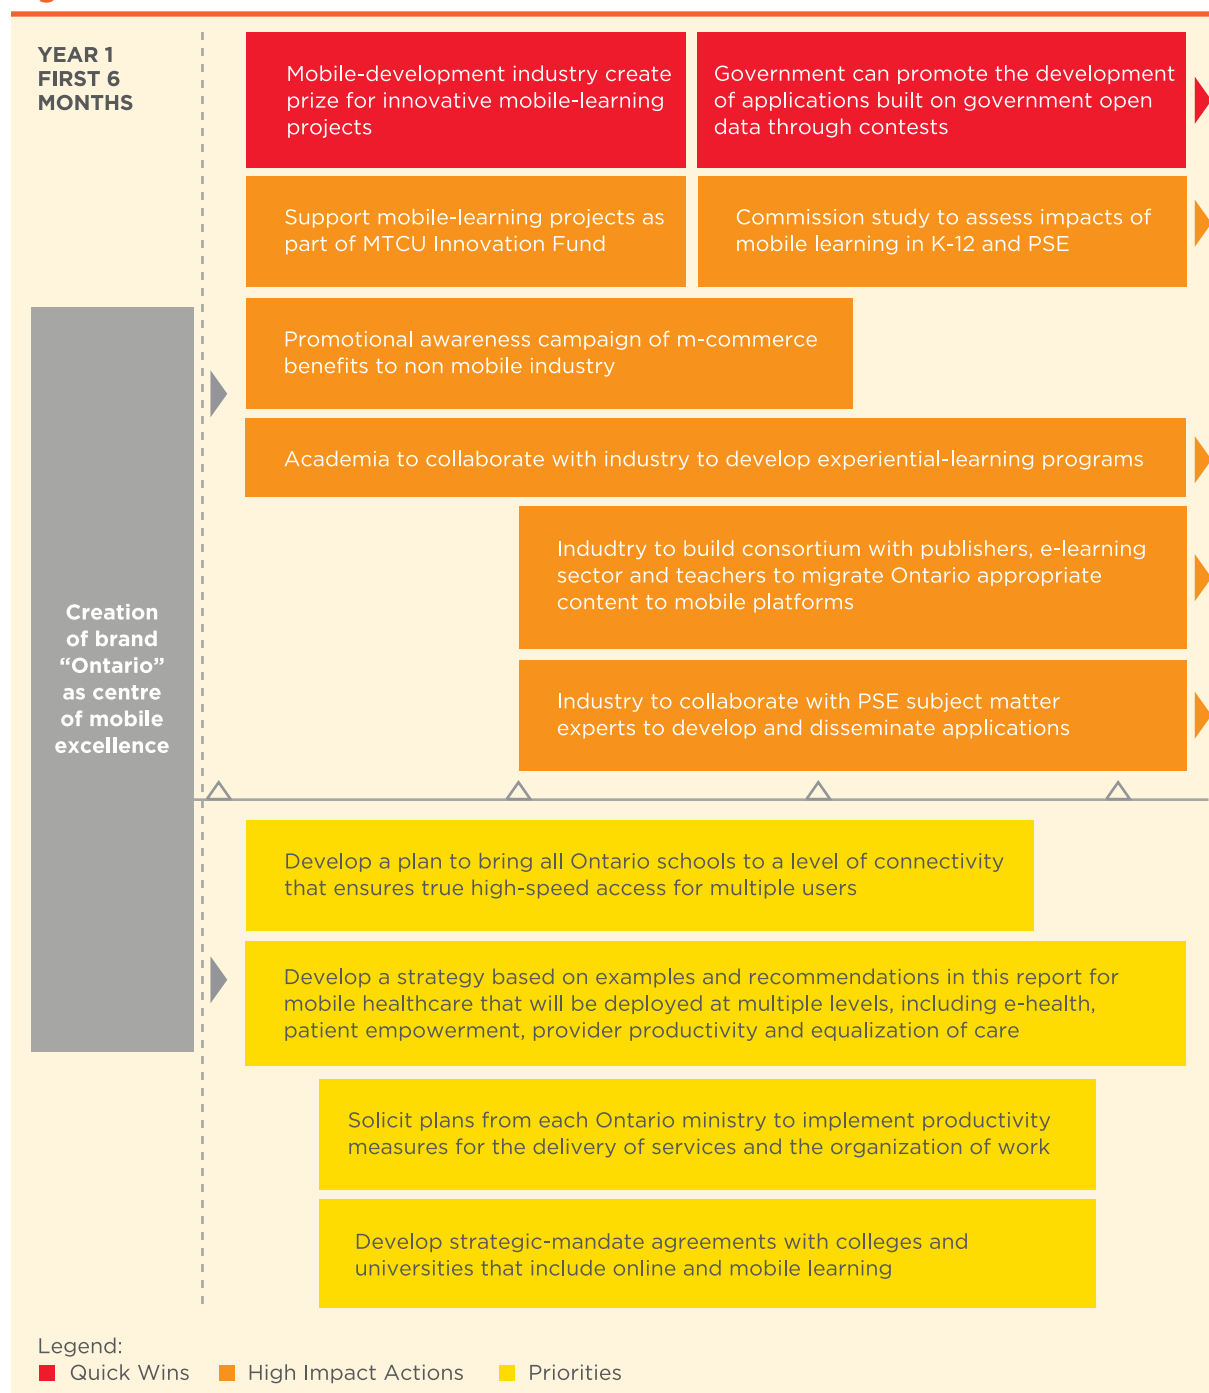 YEAR 1
FIRST 6
MONTHS
Mobile-development industry create
prize for innovative mobile-learning
projects
Government can promote the development
of applications built on government open
data through contests
Support mobile-learning projects as
part of MTCU Innovation Fund
Commission study to assess impacts of
mobile learning in K-12 and PSE
Promotional awareness campaign of m-commerce
benefits to non mobile industry
Academia to collaborate with industry to develop experiential-learning programs
Indudtry to build consortium with publishers, e-learning
sector and teachers to migrate Ontario appropriate
content to mobile platforms
Industry to collaborate with PSE subject matter
experts to develop and disseminate applications
Creation
of brand
“Ontario”
as centre
of mobile
excellence
Develop a plan to bring all Ontario schools to a level of connectivity
that ensures true high-speed access for multiple users
Develop a strategy based on examples and recommendations in this report for
mobile healthcare that will be deployed at multiple levels, including e-health,
patient empowerment, provider productivity and equalization of care
Solicit plans from each Ontario ministry to implement productivity
measures for the delivery of services and the organization of work
Develop strategic-mandate agreements with colleges and
universities that include online and mobile learning
Legend:
Quick Wins
High Impact Actions
Priorities